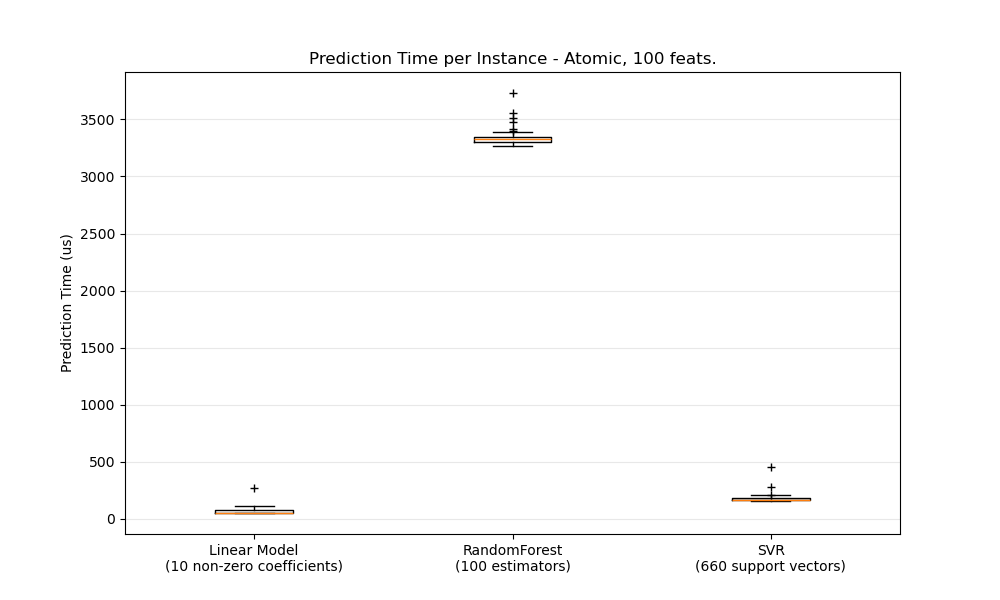 Prediction Time per Instance - Atomic, 100 feats.
Prediction Time (us)
3500
3000
2500
2000
1500
1000
500
0
Linear Model
(10 non-zero coefficients)
RandomForest
(100 estimators)
SVR
(660 support vectors)